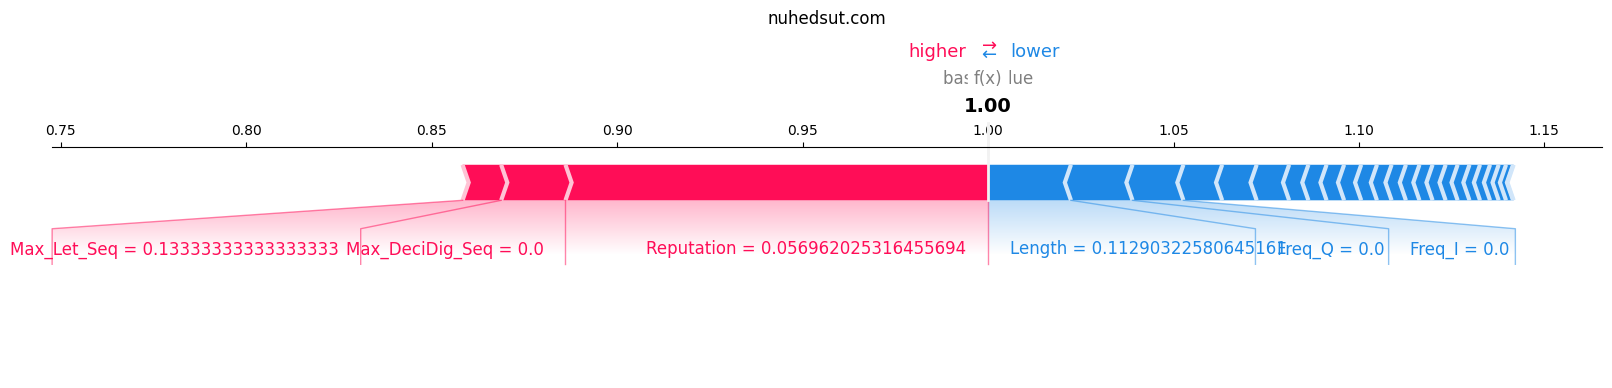 nuhedsut.com
higher ⇄ lower
bas f(x) lue
1.00
0.75 0.80 0.85 0.90 0.95 1.00 1.05 1.10 1.15
Max_Let_Seq = 0.13333333333333333 Max_DeciDig_Seq = 0.0 Reputation = 0.056962025316455694 Length = 0.11290322580645161 Freq_Q = 0.0 Freq_I = 0.0